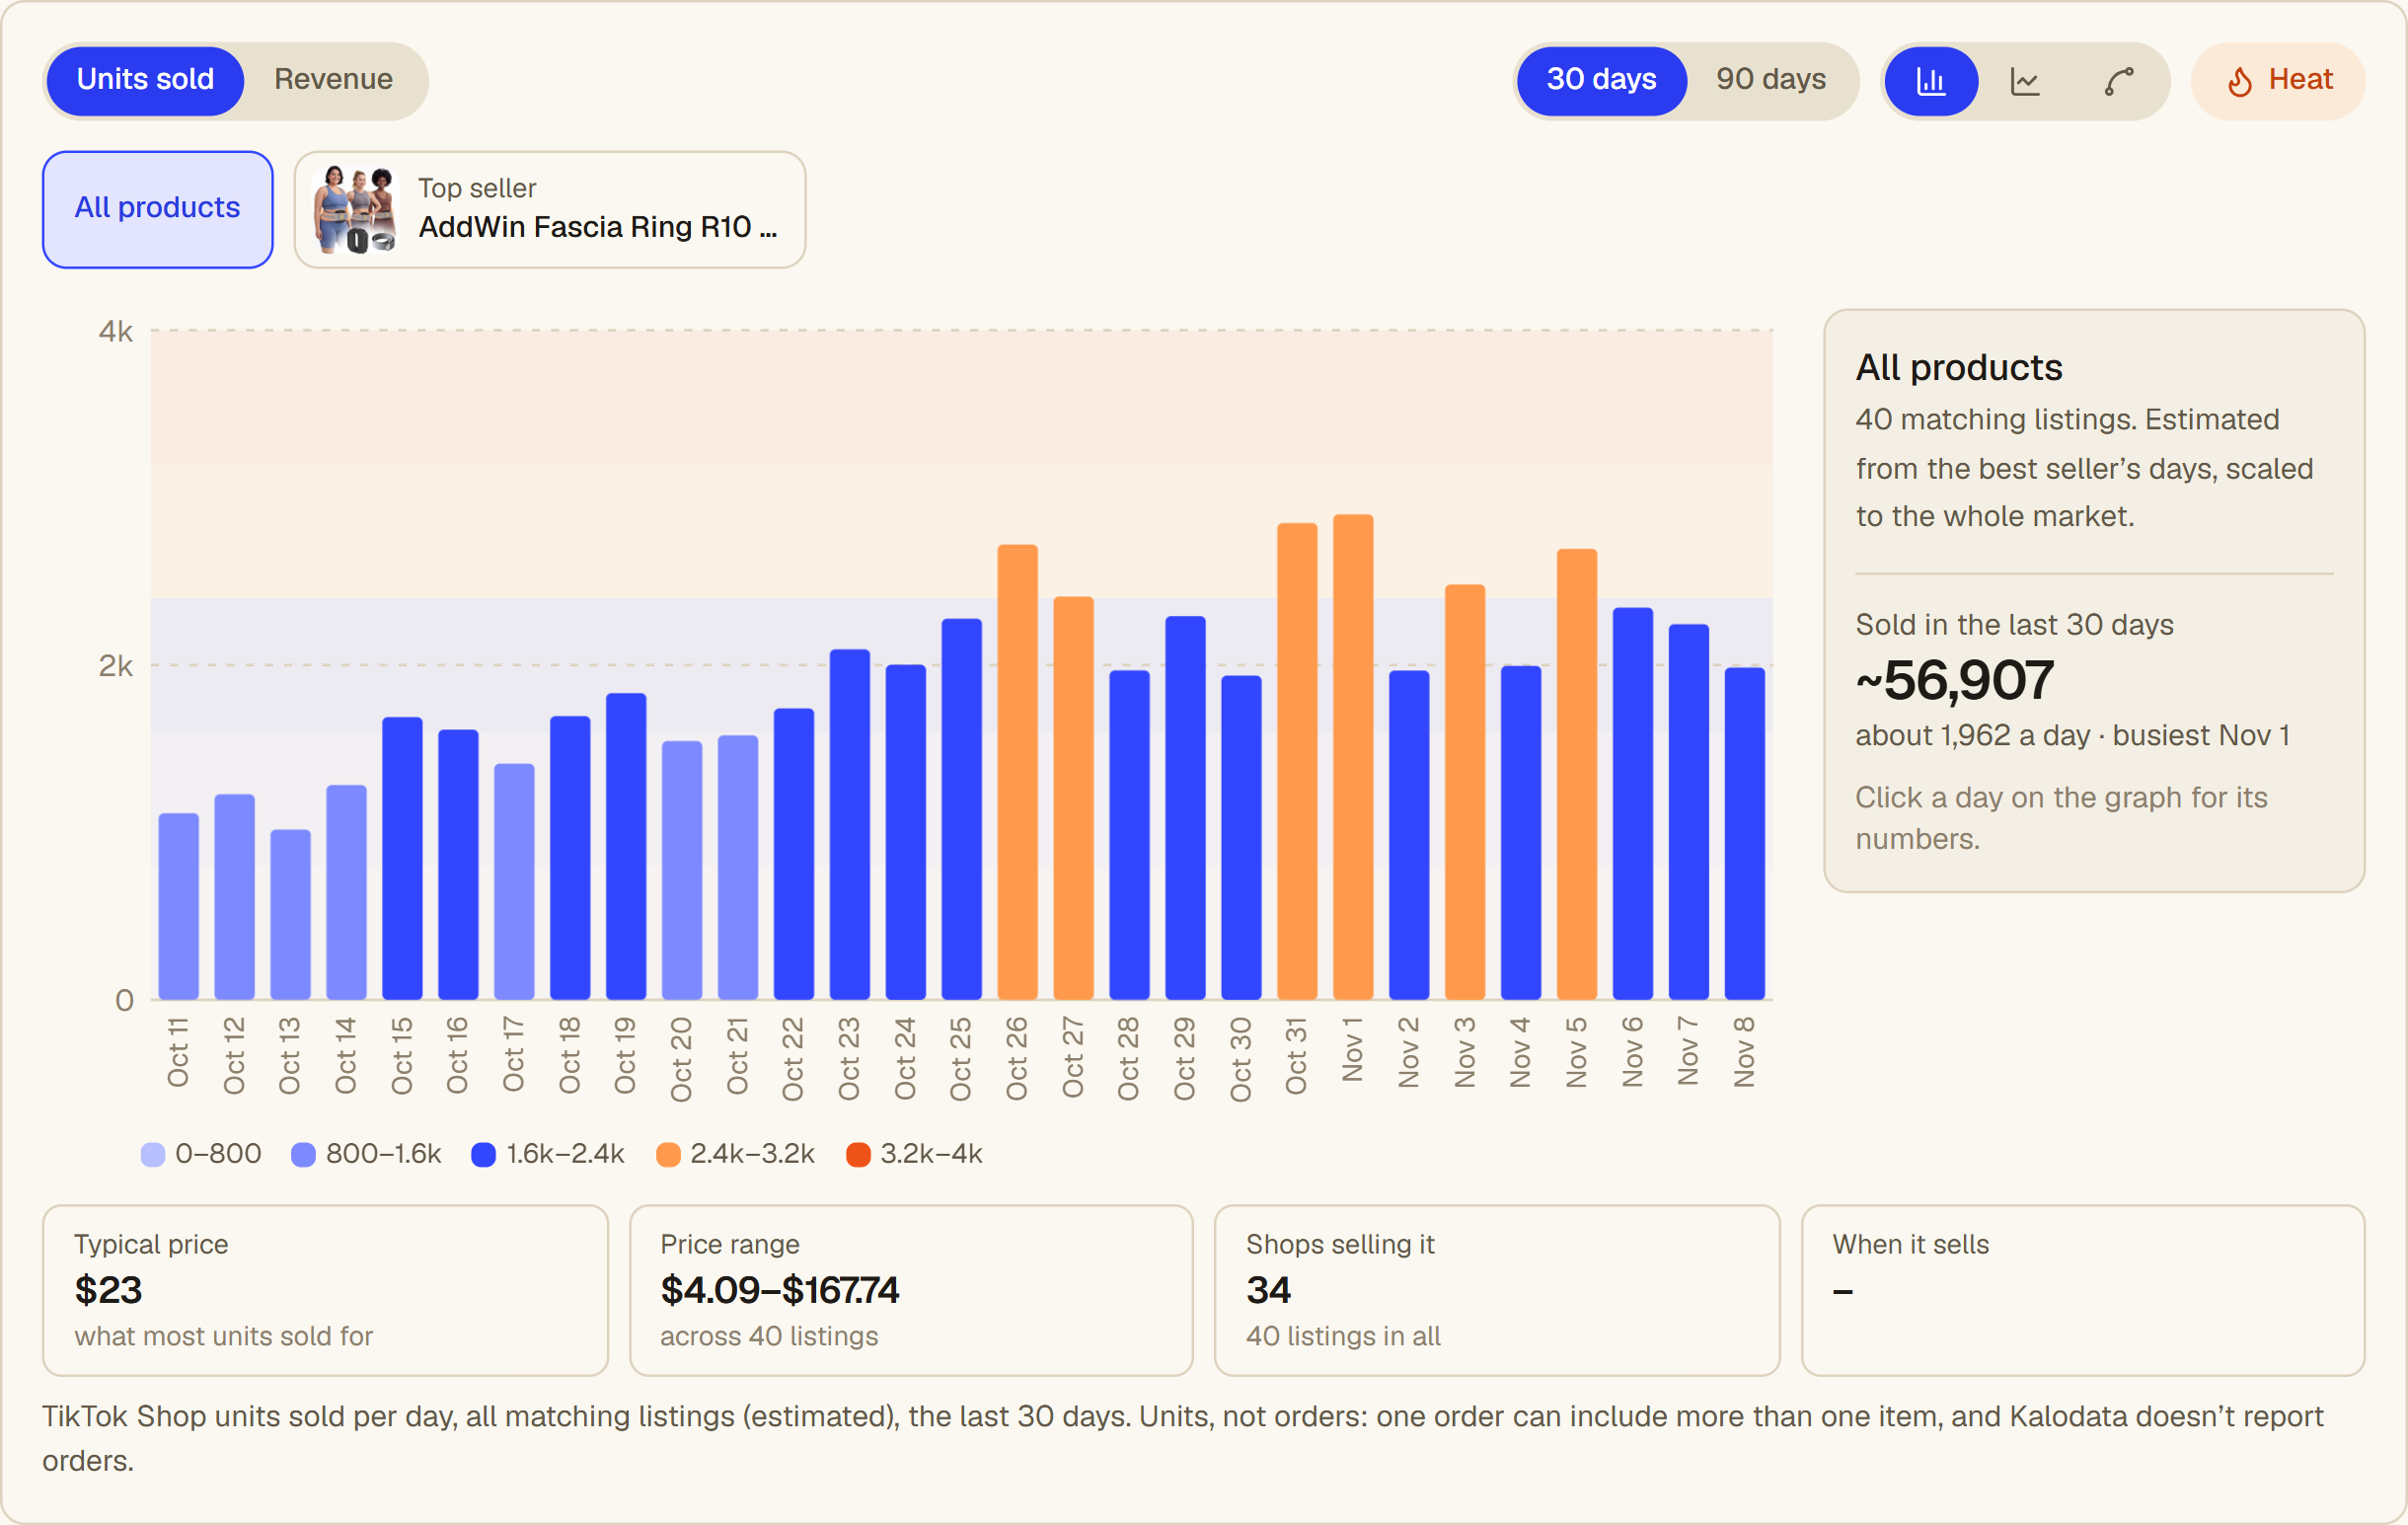 Units sold
Revenue
30 days
90 days
Heat
All products
Top seller
AddWin Fascia Ring R10 ...
4k
2k
0
Oct 11
Oct 12
Oct 13
Oct 14
Oct 15
Oct 16
Oct 17
Oct 18
Oct 19
Oct 20
Oct 21
Oct 22
Oct 23
Oct 24
Oct 25
Oct 26
Oct 27
Oct 28
Oct 29
Oct 30
Oct 31
Nov 1
Nov 2
Nov 3
Nov 4
Nov 5
Nov 6
Nov 7
Nov 8
0–800
800–1.6k
1.6k–2.4k
2.4k–3.2k
3.2k–4k
All products
40 matching listings. Estimated
from the best seller’s days, scaled
to the whole market.
Sold in the last 30 days
~56,907
about 1,962 a day · busiest Nov 1
Click a day on the graph for its
numbers.
Typical price
$23
what most units sold for
Price range
$4.09–$167.74
across 40 listings
Shops selling it
34
40 listings in all
When it sells
–
TikTok Shop units sold per day, all matching listings (estimated), the last 30 days. Units, not orders: one order can include more than one item, and Kalodata doesn’t report
orders.